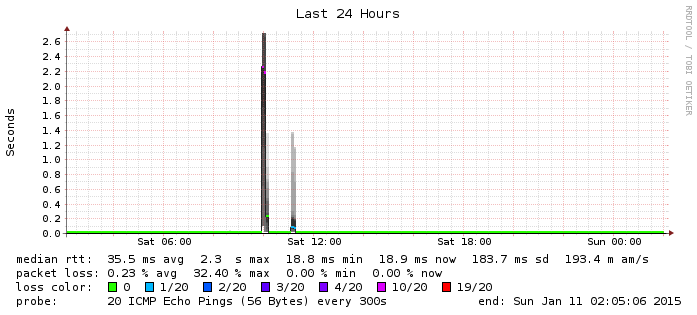 Last 24 Hours
RRDTOOL / TOBI OETIKER
Seconds
2.6
2.4
2.2
2.0
1.8
1.6
1.4
1.2
1.0
0.8
0.6
0.4
0.2
0.0
Sat 06:00 Sat 12:00 Sat 18:00 Sun 00:00
median rtt: 35.5 ms avg 2.3 s max 18.8 ms min 18.9 ms now 183.7 ms sd 193.4 m am/s
packet loss: 0.23 % avg 32.40 % max 0.00 % min 0.00 % now
loss color: 0 1/20 2/20 3/20 4/20 10/20 19/20
probe: 20 ICMP Echo Pings (56 Bytes) every 300s end: Sun Jan 11 02:05:06 2015